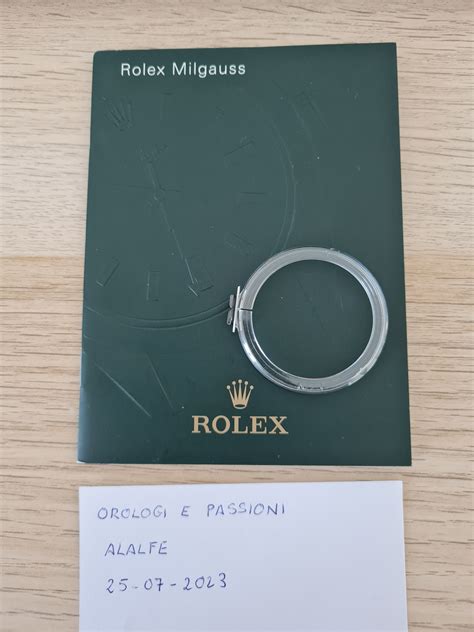 Rolex Milgauss
ROLEX
OROLOGI E PASSIONI
ALALFE
25-07-2023